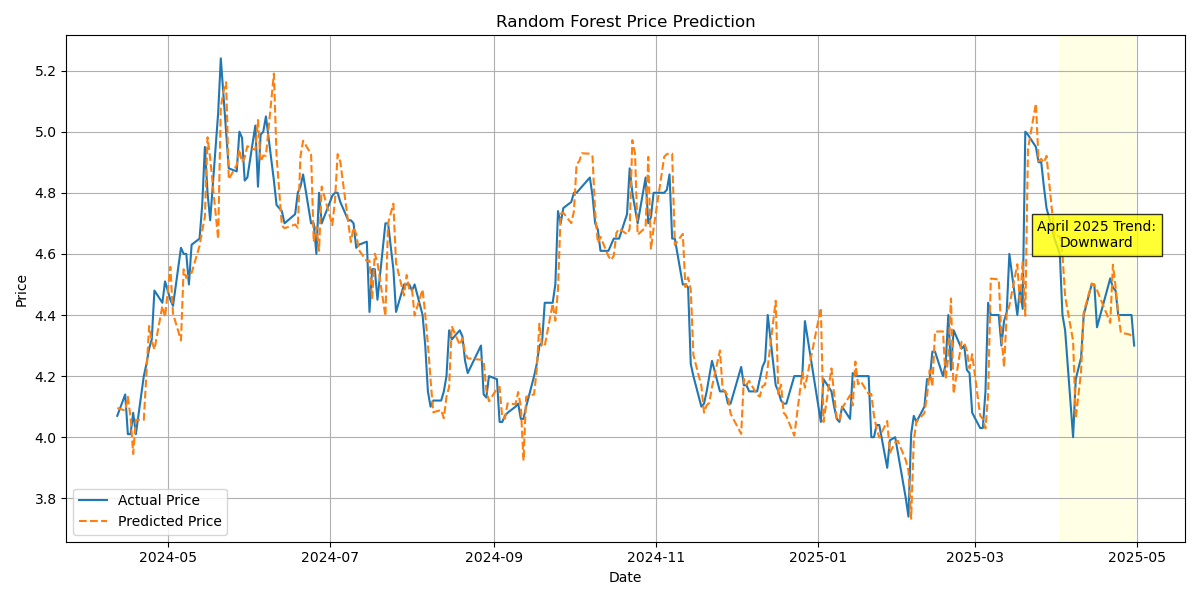 Random Forest Price Prediction
Price
5.2
5.0
4.8
4.6
4.4
4.2
4.0
3.8
April 2025 Trend:
Downward
Actual Price
Predicted Price
2024-05
2024-07
2024-09
2024-11
2025-01
2025-03
2025-05
Date